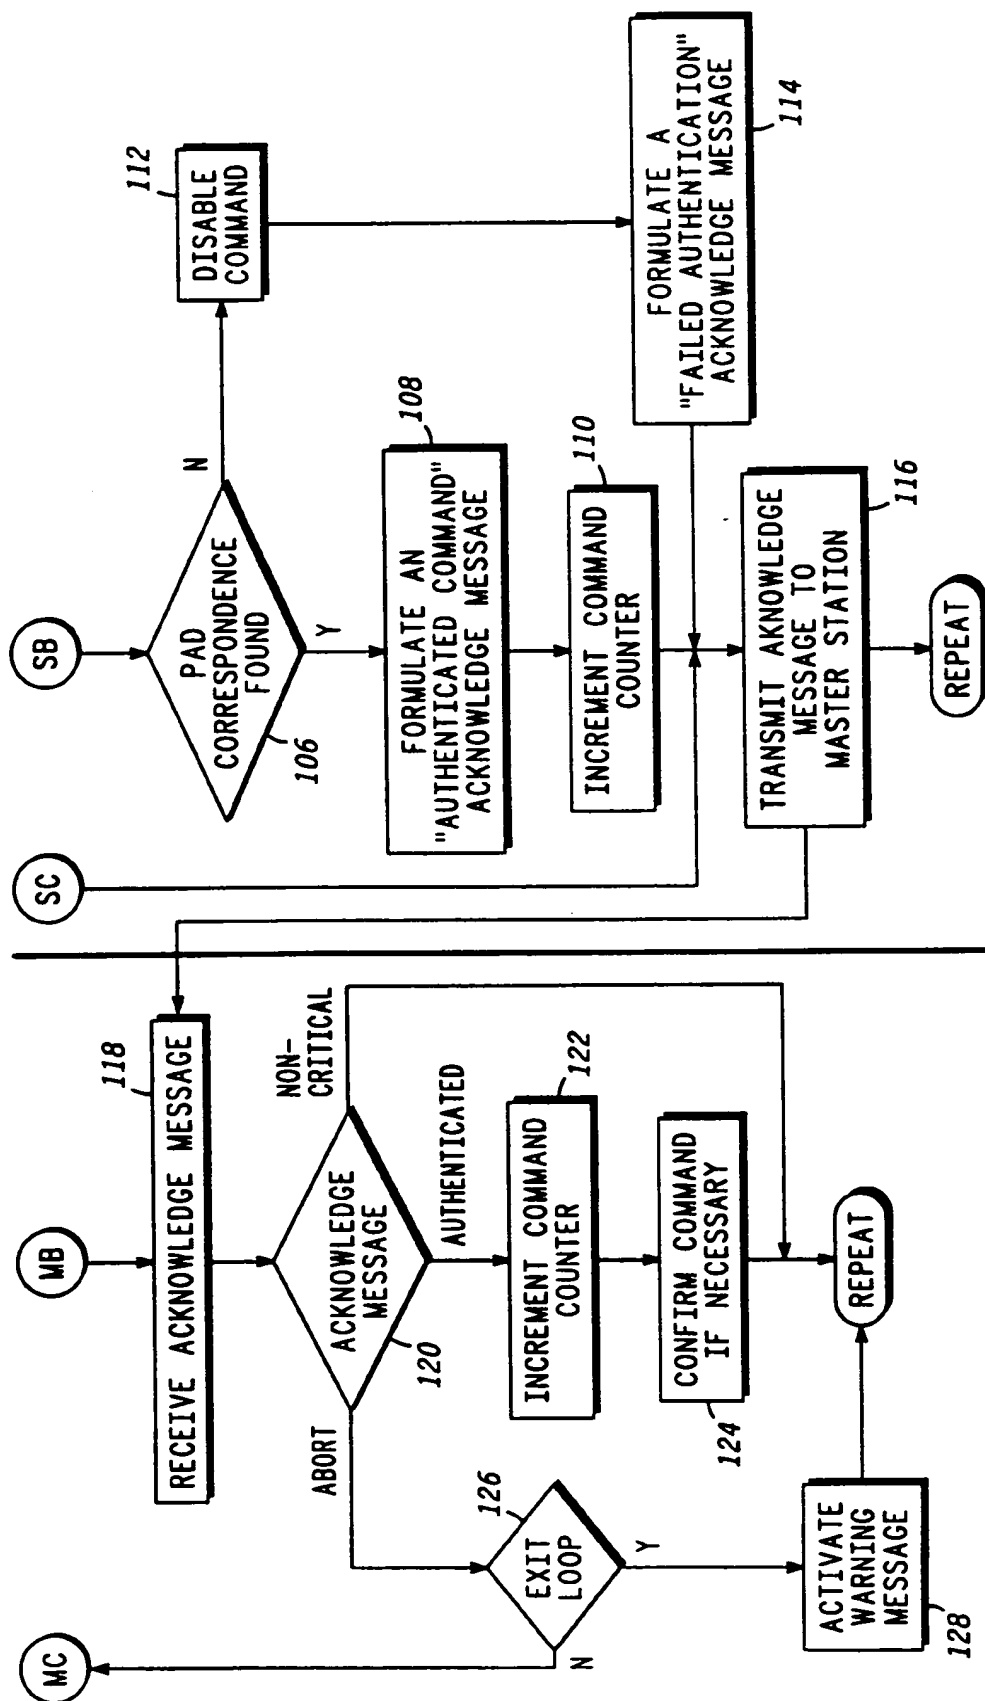 MC
MB
SC
SB
118
RECEIVE ACKNOWLEDGE MESSAGE
ACKNOWLEDGE
MESSAGE
120
ABORT
NON-
CRITICAL
AUTHENTICATED
126
EXIT
LOOP
N
Y
122
INCREMENT COMMAND
COUNTER
CONFIRM COMMAND
IF NECESSARY
124
ACTIVATE
WARNING
MESSAGE
128
REPEAT
PAD
CORRESPONDENCE
FOUND
106
N
Y
112
DISABLE
COMMAND
108
FORMULATE AN
"AUTHENTICATED COMMAND"
ACKNOWLEDGE MESSAGE
110
INCREMENT COMMAND
COUNTER
FORMULATE A
"FAILED AUTHENTICATION"
ACKNOWLEDGE MESSAGE
114
TRANSMIT AKNOWLEDGE
MESSAGE TO
MASTER STATION
116
REPEAT